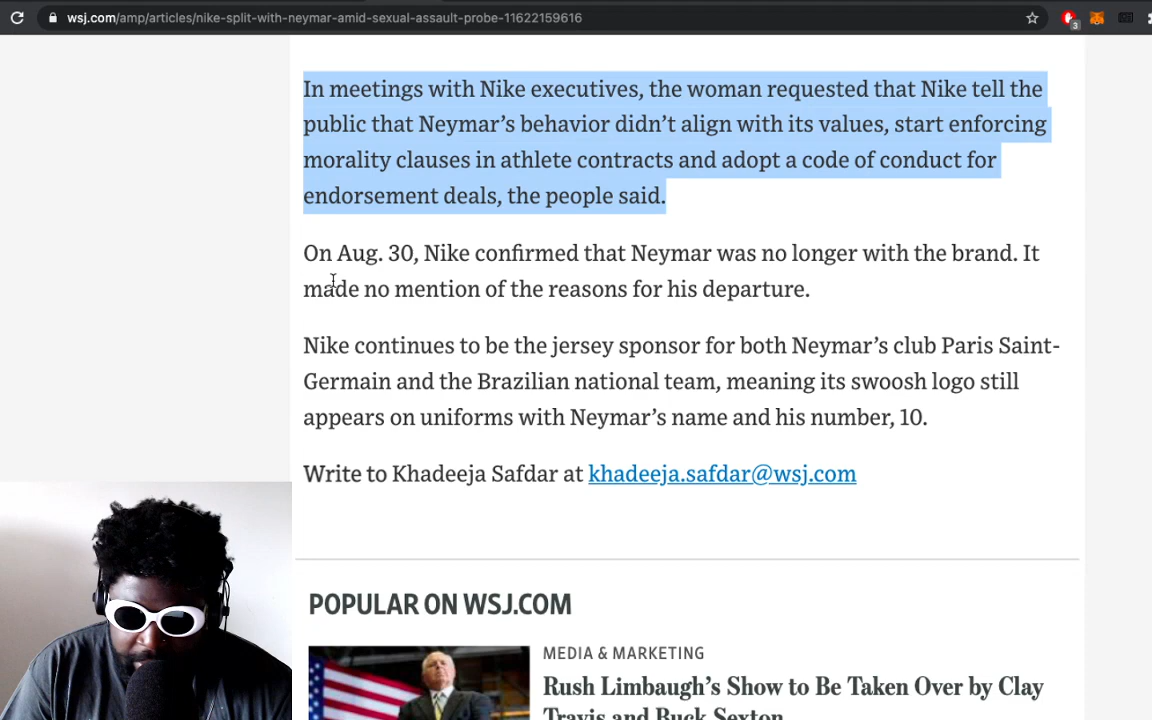 wsj.com/amp/articles/nike-split-with-neymar-amid-sexual-assault-probe-11622159616
3
In meetings with Nike executives, the woman requested that Nike tell the
public that Neymar’s behavior didn’t align with its values, start enforcing
morality clauses in athlete contracts and adopt a code of conduct for
endorsement deals, the people said.
On Aug. 30, Nike confirmed that Neymar was no longer with the brand. It
made no mention of the reasons for his departure.
Nike continues to be the jersey sponsor for both Neymar’s club Paris Saint-
Germain and the Brazilian national team, meaning its swoosh logo still
appears on uniforms with Neymar’s name and his number, 10.
Write to Khadeeja Safdar at khadeeja.safdar@wsj.com
POPULAR ON WSJ.COM
MEDIA & MARKETING
Rush Limbaugh’s Show to Be Taken Over by Clay
Travis and Buck Sexton